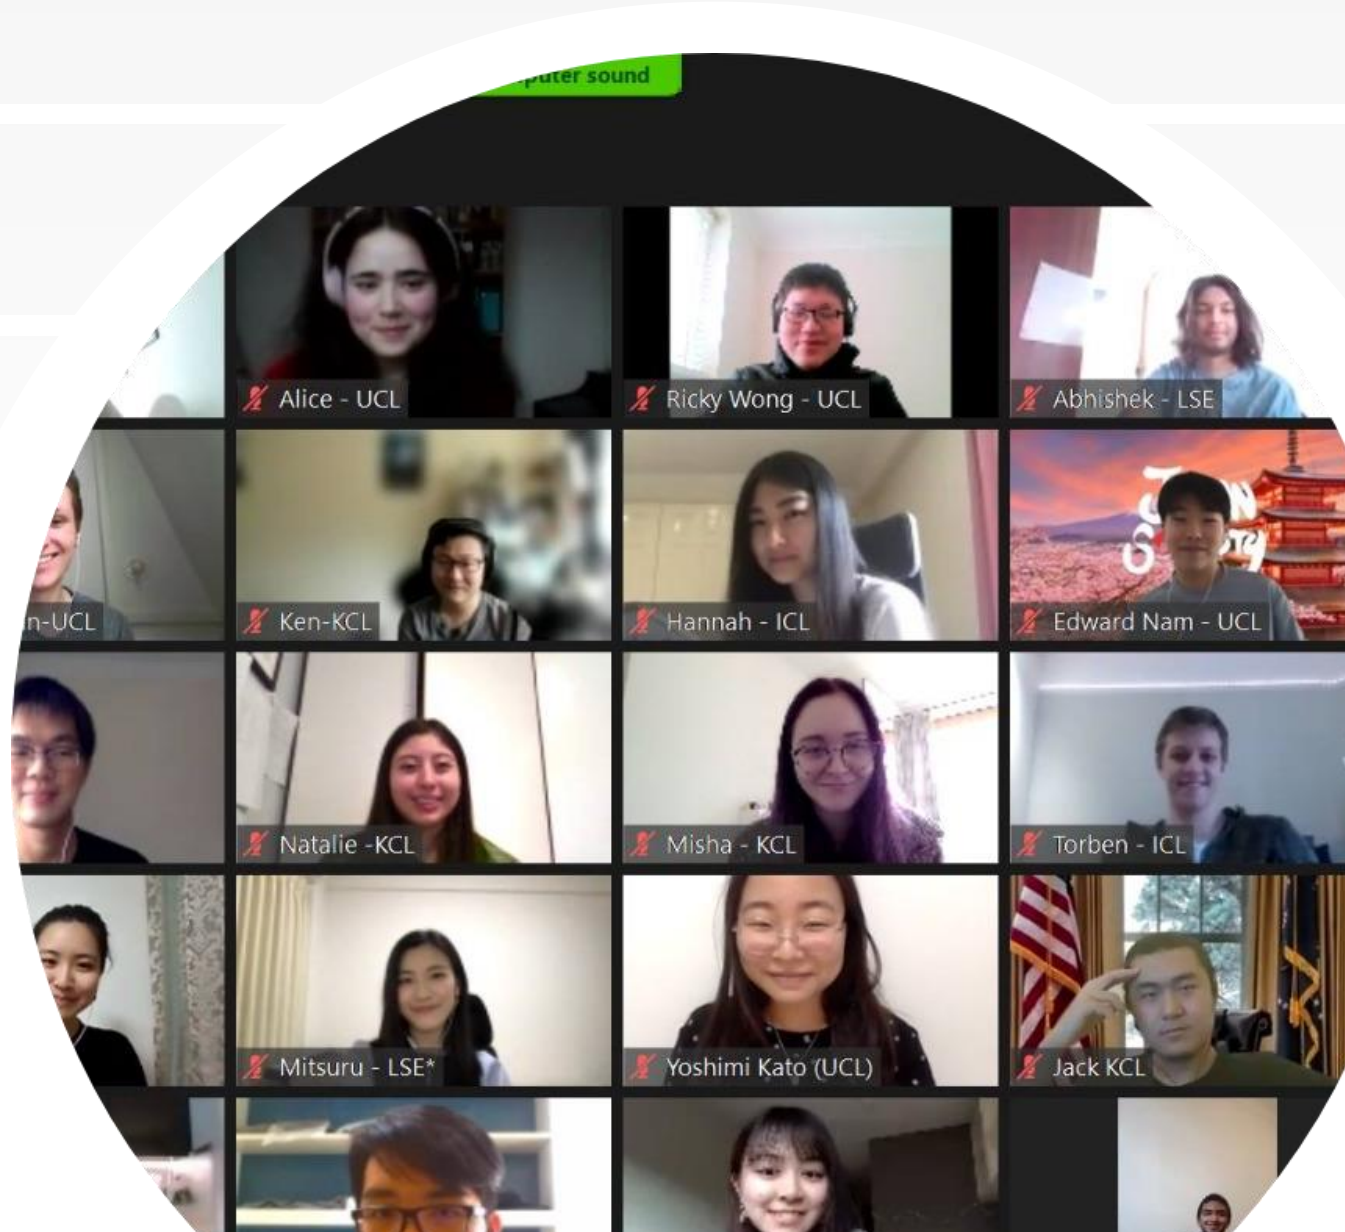 puter sound
Alice - UCL
Ricky Wong - UCL
Abhishek - LSE
n-UCL
Ken-KCL
Hannah - ICL
Edward Nam - UCL
Natalie -KCL
Misha - KCL
Torben - ICL
Mitsuru - LSE*
Yoshimi Kato (UCL)
Jack KCL